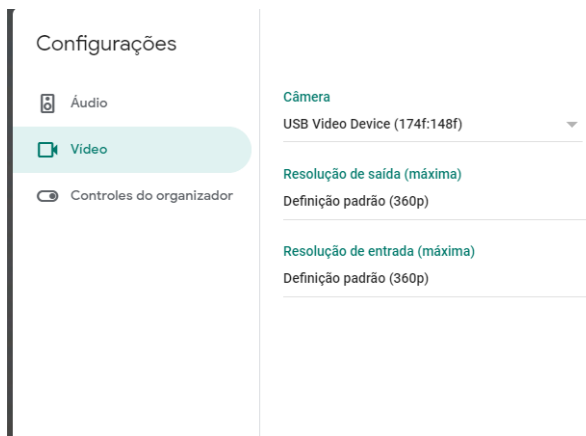 Configurações
Áudio
Vídeo
Controles do organizador
Câmera
USB Video Device (174f:148f)
Resolução de saída (máxima)
Definição padrão (360p)
Resolução de entrada (máxima)
Definição padrão (360p)